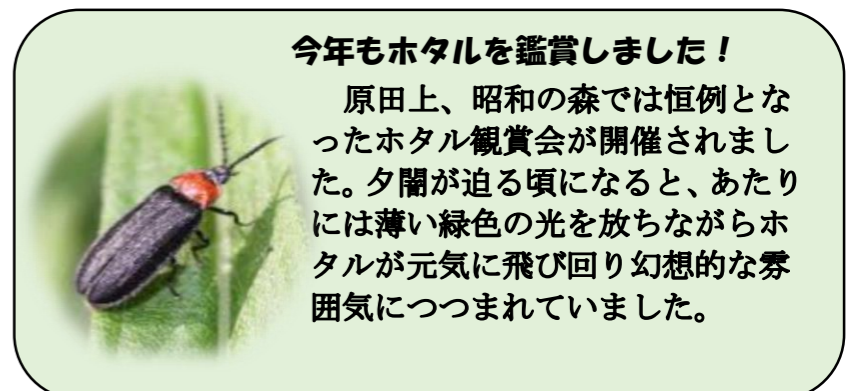 今年もホタルを鑑賞しました！
　原田上、昭和の森では恒例とな
ったホタル観賞会が開催されまし
た。夕闇が迫る頃になると、あたり
には薄い緑色の光を放ちながらホ
タルが元気に飛び回り幻想的な雰
囲気につつまれていました。